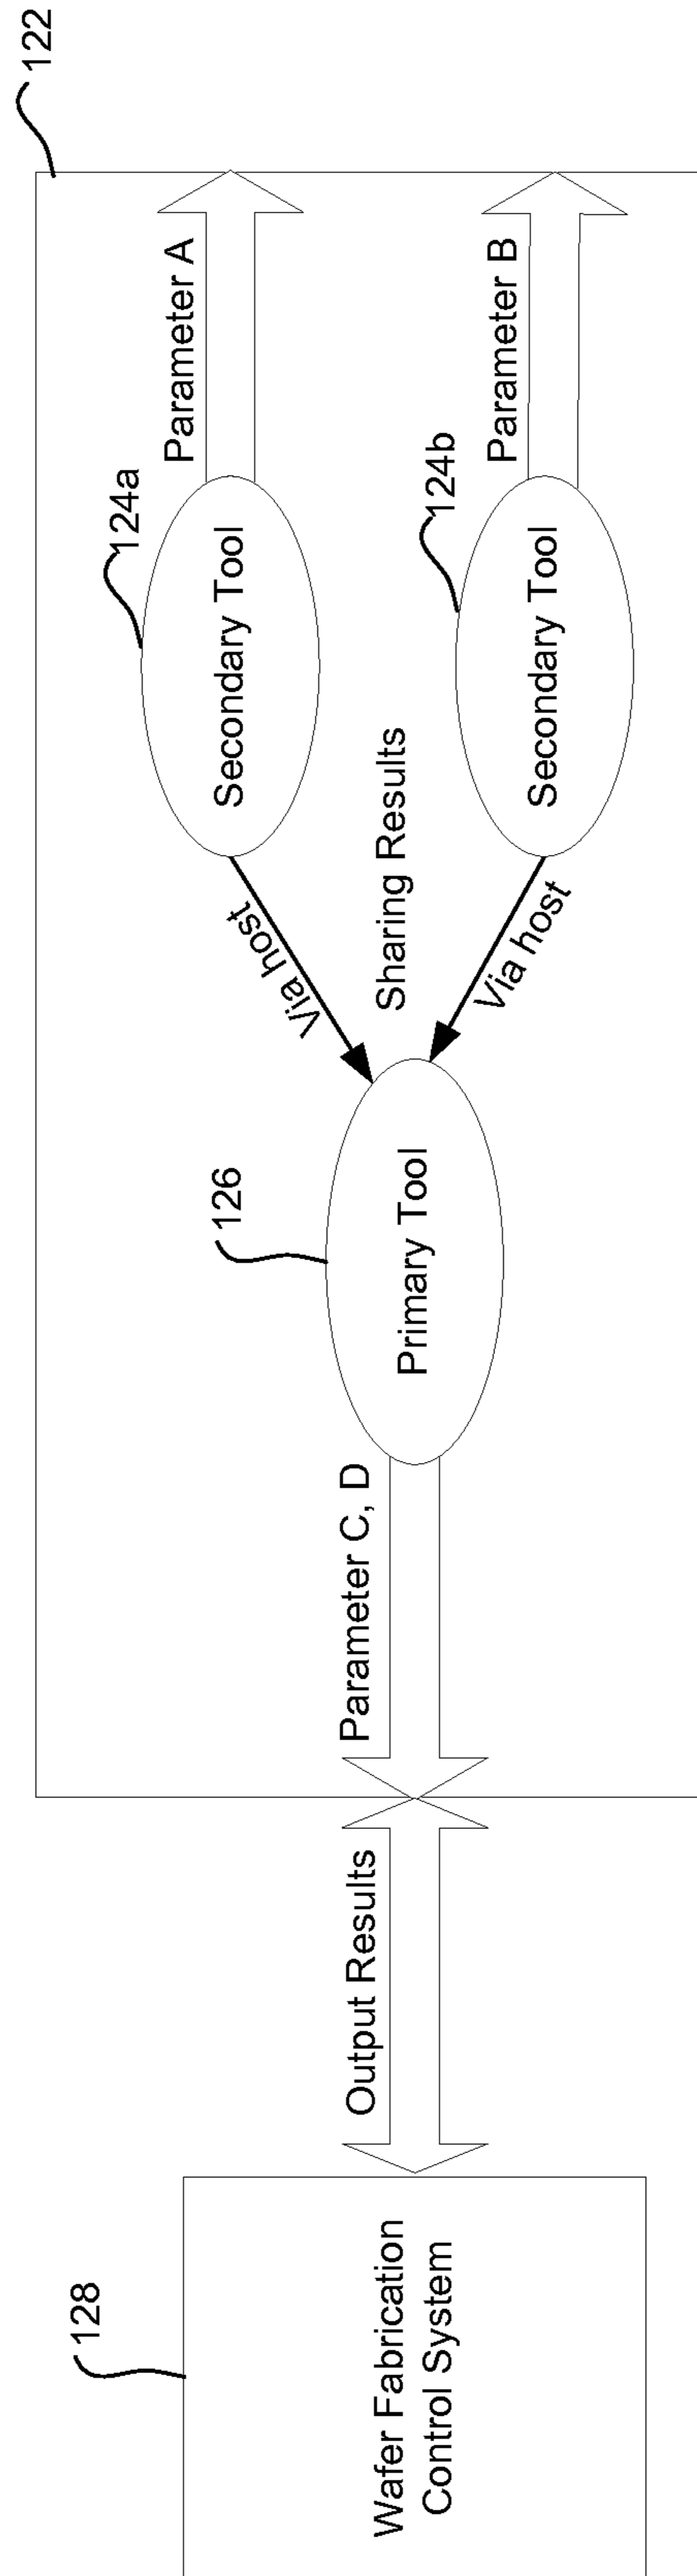 128
Wafer Fabrication
Control System
Output Results
122
126
Parameter C, D
Primary Tool
Via host
Sharing Results
Via host
124a
Secondary Tool
Parameter A
124b
Secondary Tool
Parameter B